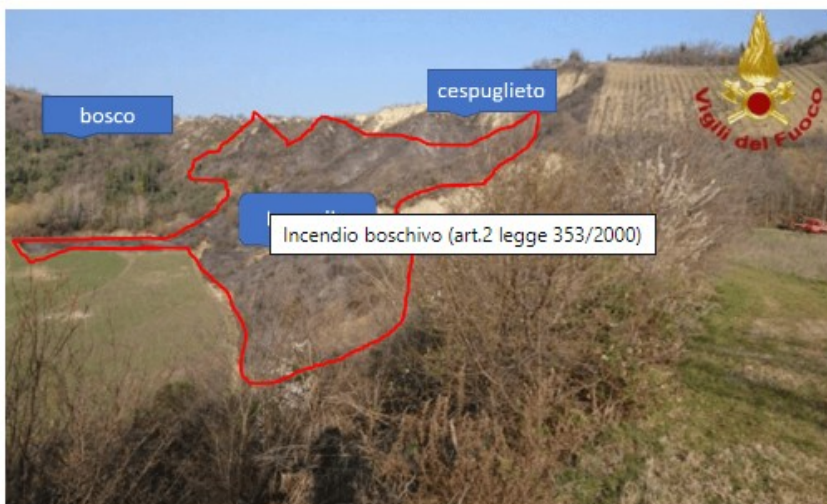 cespuglieto
bosco
Vigili del Fuoco
Incendio boschivo (art.2 legge 353/2000)